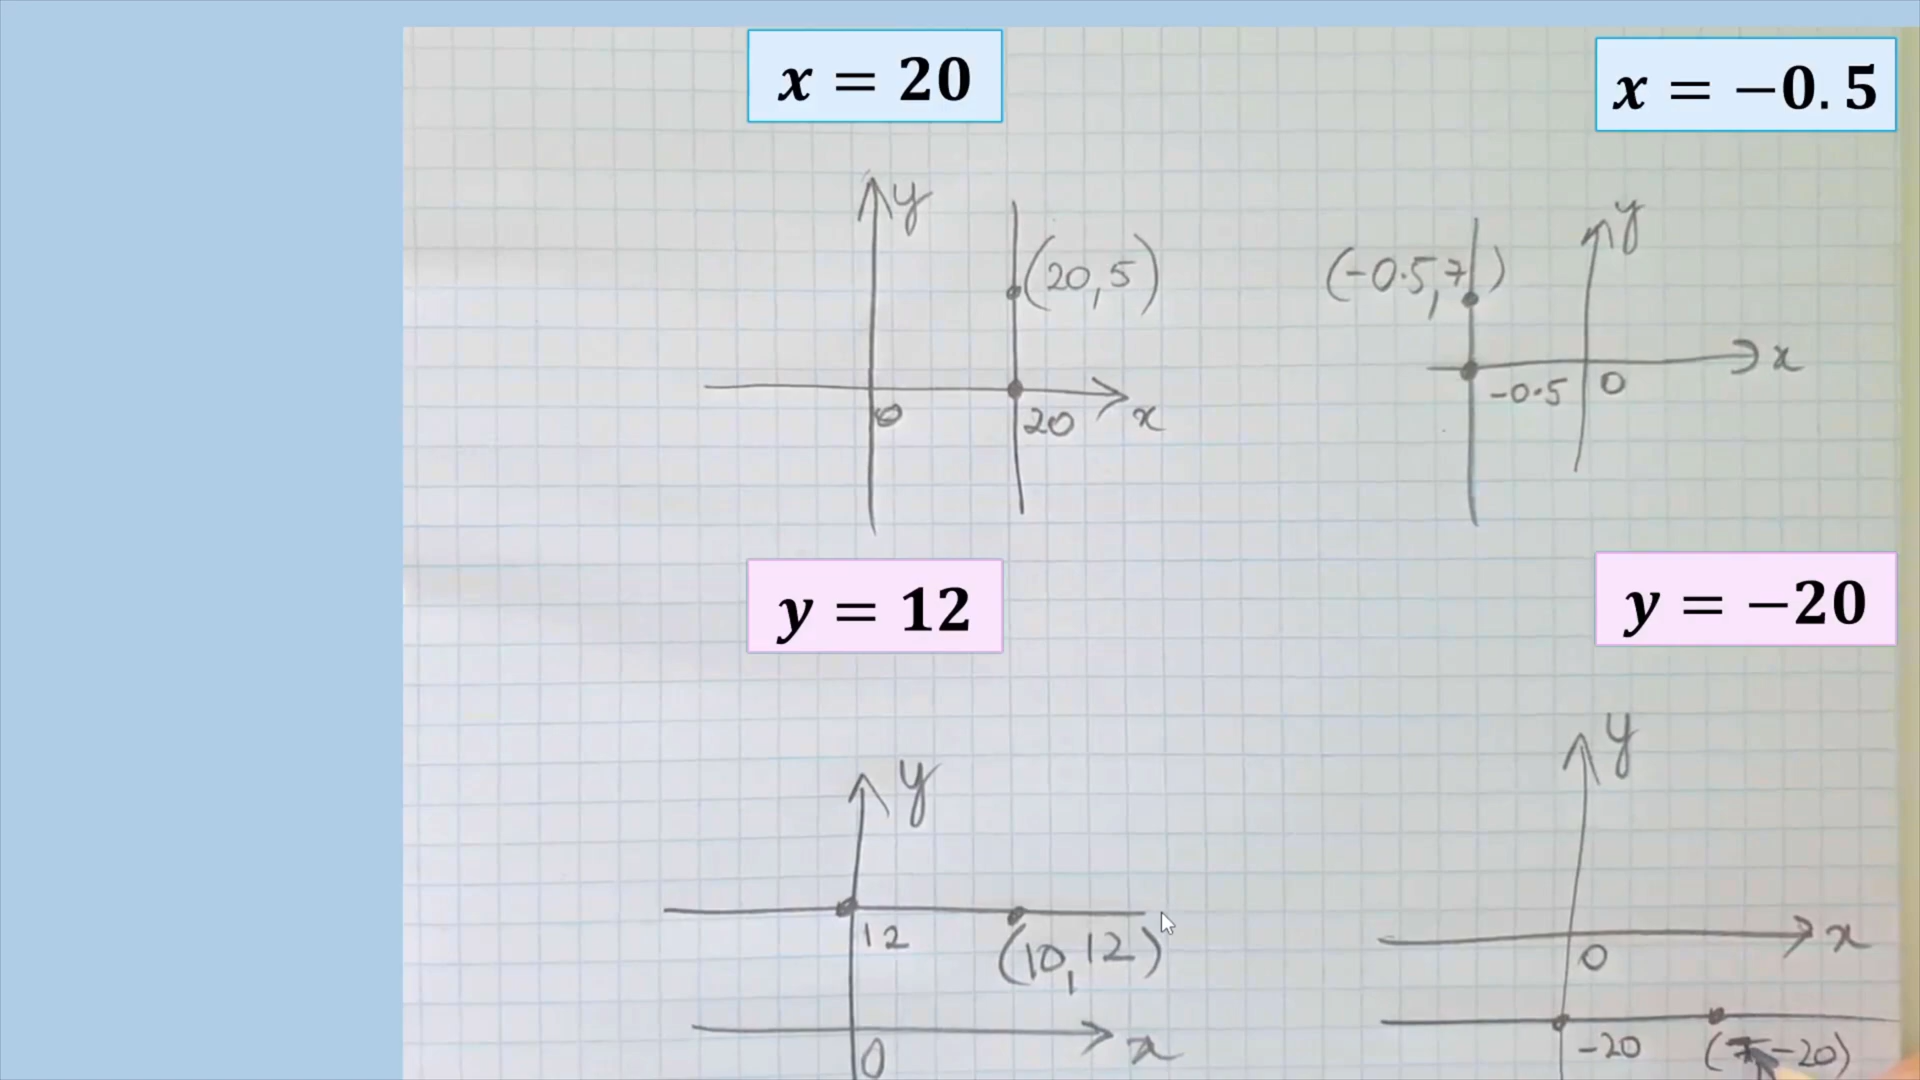 x = 20
x = −0.5
y
(20,5)
0
20
x
y
(-0.5,7)
-0.5
0
x
y = 12
y = −20
y
12
(10,12)
0
x
y
x
0
-20
-20)